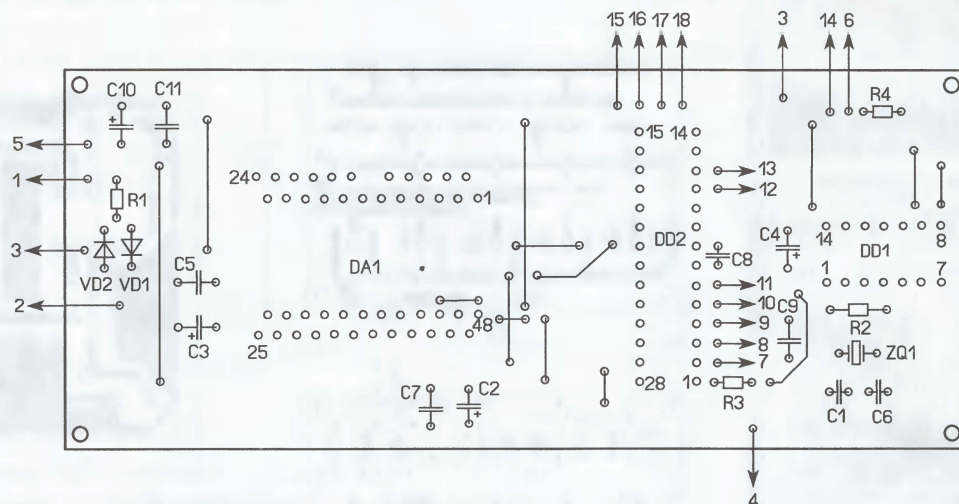 15 16 17 18 3 14 6
C10 C11 R4
5
15 14
13
1
24 1 12
R1
14 8
3 DD2 C4 DD1
DA1 C8
VD2 VD1 C5 1 7
11
2 10
C9
48 9 R2
25 C3 8 ZQ1
7
28 1
C7 C2 R3 C1 C6
4